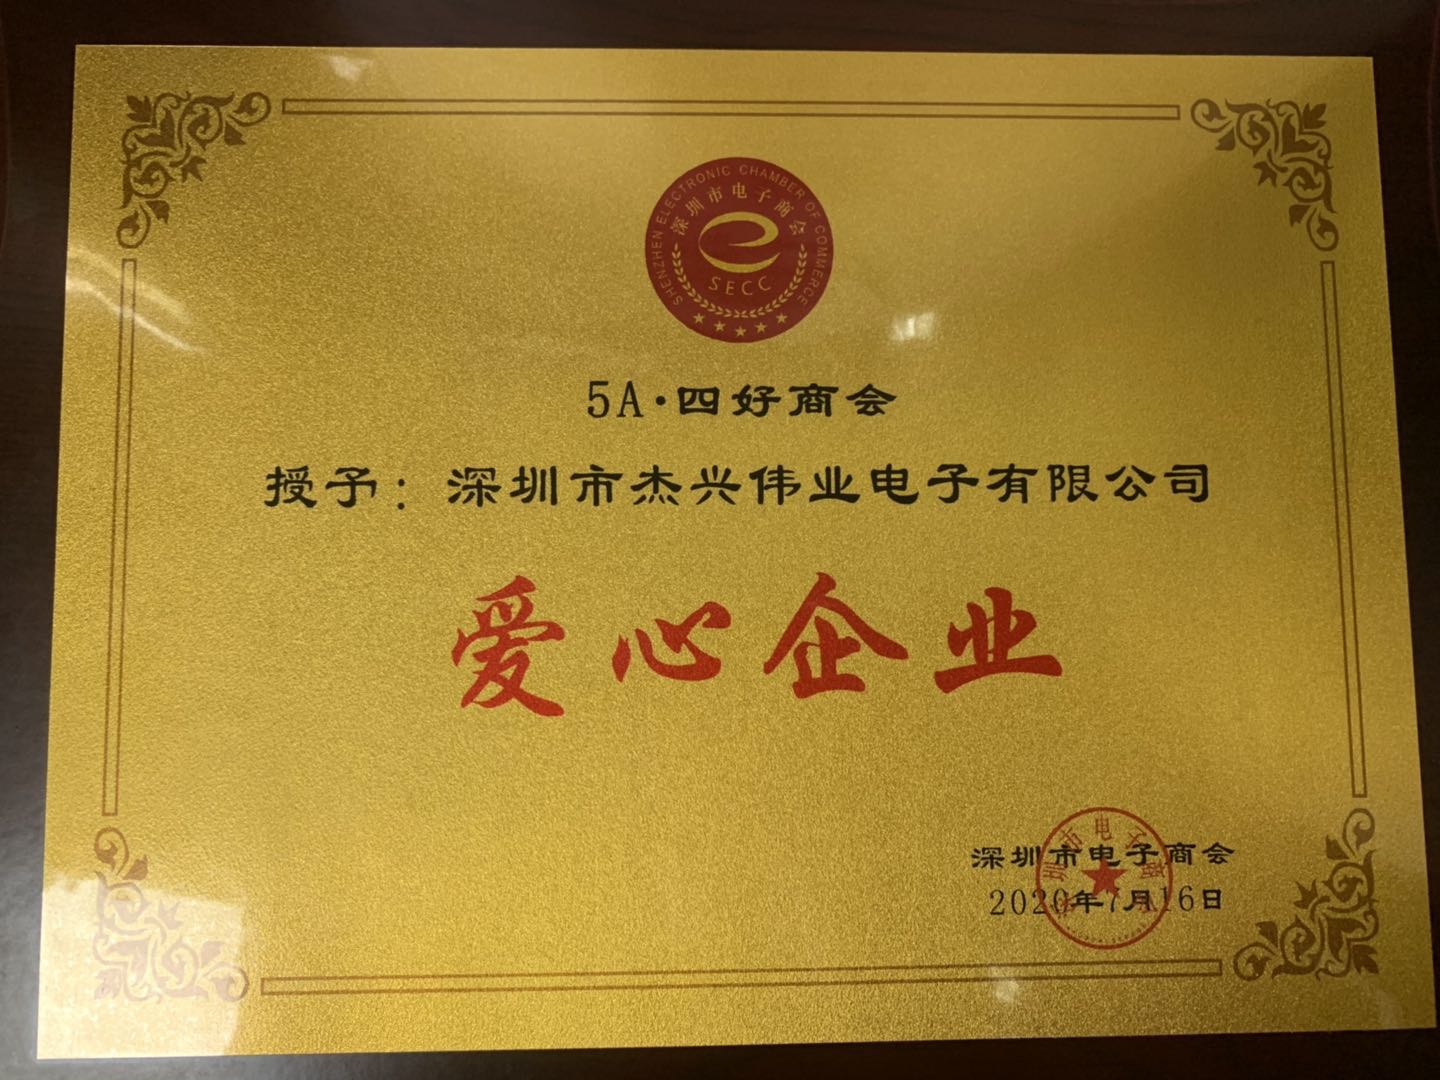 SHENZHEN ELECTRONIC CHAMBER OF COMMERCE
深圳市电子商会
SECC
5A·四好商会
授予：深圳市杰兴伟业电子有限公司
爱心企业
深圳市电子商会
2020年7月16日